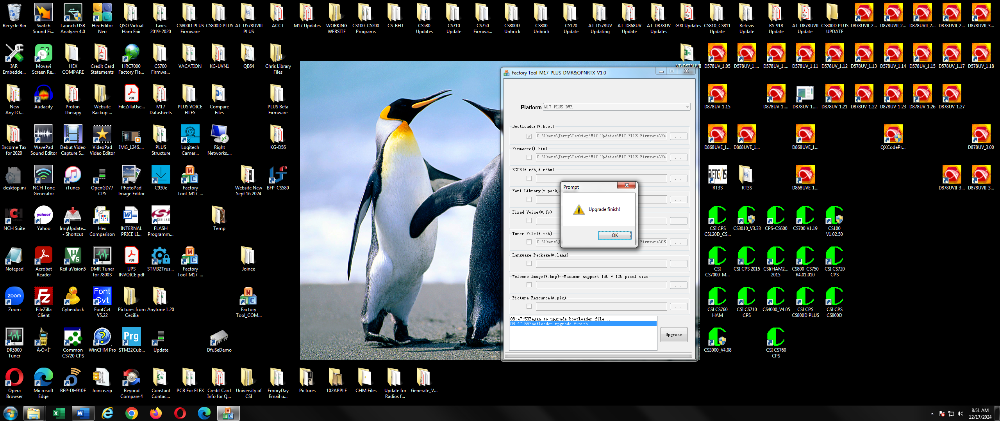 Recycle Bin
Switch
Sound Fi...
Launch USB
Analyzer 4.0
Hex Editor
Neo
QSO Virtual
Ham Fair
Taxes
2019-2020
CS800D PLUS
Firmware
CS800D PLUS
AT-D578UVIII
PLUS
ACCT
M17 Updates
WORKING
WEBSITE
CS100-CS200
Programs
CS-BFD
CS580
Updates
CS710
Update
CS750
Firmwa...
CS800D
Unbrick
CS800
Unbrick
CS120
Update
AT-D578UV
Updating
AT-D868UV
Update
AT-D878UV
Updates
G90 Updates
CS810_CS811
Update
Retevis
Update
RS-918
Update
AT-D878UVII
Update
CS800D PLUS
UPDATE
D878UVII_2...
D878UVII_2...
D878UVII_2...
D878UVII_2...
D878UVII_3...
IAR
Embedde...
Movavi
Screen Re...
HEX
COMPARE
Credit Card
Statements
HRC7000
Factory Fla...
CS700
Firmwa...
VACATION
KG-UVN1
QB64
Chris Library
Files
AT-D578UVII
D578UV_1.05
D578UV_1....
D578UV_1.11
D578UV_1.12
D578UV_1.13
D578UV_1.14
D578UV_1.15
D578UV_1.17
D578UV_1.18
New
AnyTO...
Audacity
Proton
Therapy
Website
Backup ...
FileZillaUse...
M17
Datasheets
PLUS VOICE
FILES
Compare
Files
PLUS Beta
Firmware
D878UV_1.15
D878UV_1....
D878UV_1....
D878UV_1.21
D878UV_1.22
D878UV_1.23
D878UV_1.26
D878UV_1.27
Income Tax
for 2020
WavePad
Sound Editor
Debut Video
Capture S...
VideoPad
Video Editor
IMG_1246....
PLUS
Structure
Logitech
Camer...
Right
Networks....
KG-D56
D868UVE_1...
D868UVE_1...
D868UVE_1...
QXCodePr...
D878UV_3.00
desktop.ini
NCH Tone
Generator
iTunes
OpenGD77
CPS
PhotoPad
Image Editor
C930e
Factory
Tool_M17_...
Website New
Sept 16 2024
BFP-CS580
RT3S
RT3S
D868UVE_1...
D878UVII_3...
D878UVII_3...
NCH Suite
Yahoo
yahoo!
ImgUpdate...
- Shortcut
Hex
Comparison
INTERNAL
PRICE LI...
FLASH
Programm...
Temp
CSI CPS
CS120D_CS...
CS3010_V3.33
CPS-CS600
CS700 V1.19
CS100
V1.02.50
Notepad
Acrobat
Reader
Keil uVision5
DMR Tuner
for 7800S
UPS
INVOICE.pdf
STM32Trus...
Factory
Tool_M17_...
Joince
CSI
CS7000-M...
CSI CPS 2015
CSI(HAM2...
2015
CS800_CS750
R4.01.010
CSI CS720
CPS
zoom
Zoom
FileZilla
Client
Cyberduck
Font
Cvt
FontCvt
V5.22
Pictures from
Cecilia
Anytone 1.20
Factory
Tool_COM...
CSI CS760
HAM
CSI CS710
CPS
CS4000_V4.05
CSI CPS
CS800D PLUS
CSI CPS
CS800D
DR5000
Tuner
Â·Ò×Í¨
Common
CS720 CPS
WinCHM Pro
Prg
STM32Cub...
Update
DfuSeDemo
CS3000_V4.08
CSI CS760
CPS
Opera
Browser
Microsoft
Edge
BFP-DH910F
Joince.zip
Beyond
Compare 4
Constant
Contac...
PCB For FLEX
Credit Card
Info for Q...
University of
CSI
EmoryDay
Email u...
Pictures
102APPLE
CHM Files
Update for
Radios f...
Generate_V...
Factory Tool_M17_PLUS_DMR&OPNRTX_V1.0
Platform M17_PLUS_DMR
Bootloader(*.boot)
C:\Users\Jerry\Desktop\M17 Updates\M17 PLUS Firmware\Ne ...
Firmware(*.bin)
C:\Users\Jerry\Desktop\M17 Updates\M17 PLUS Firmware\Ne ...
RCDB(*.rdb,*.rdbx)
...
Font Library(*.pack,*
...
Fixed Voice(*.fv)
...
Tuner File(*.tdb)
C:\Users\J Firmware\CS ...
Language Package(*.lang)
...
Welcome Image(*.bmp)--Maximum support 160 * 128 pixel size
...
Picture Resource(*.pic)
...
08:47:53Began to upgrade bootloader file...
08:47:55Bootloader upgrade finish...
Upgrade
Prompt
Upgrade finish!
OK
8:51 AM
12/17/2024